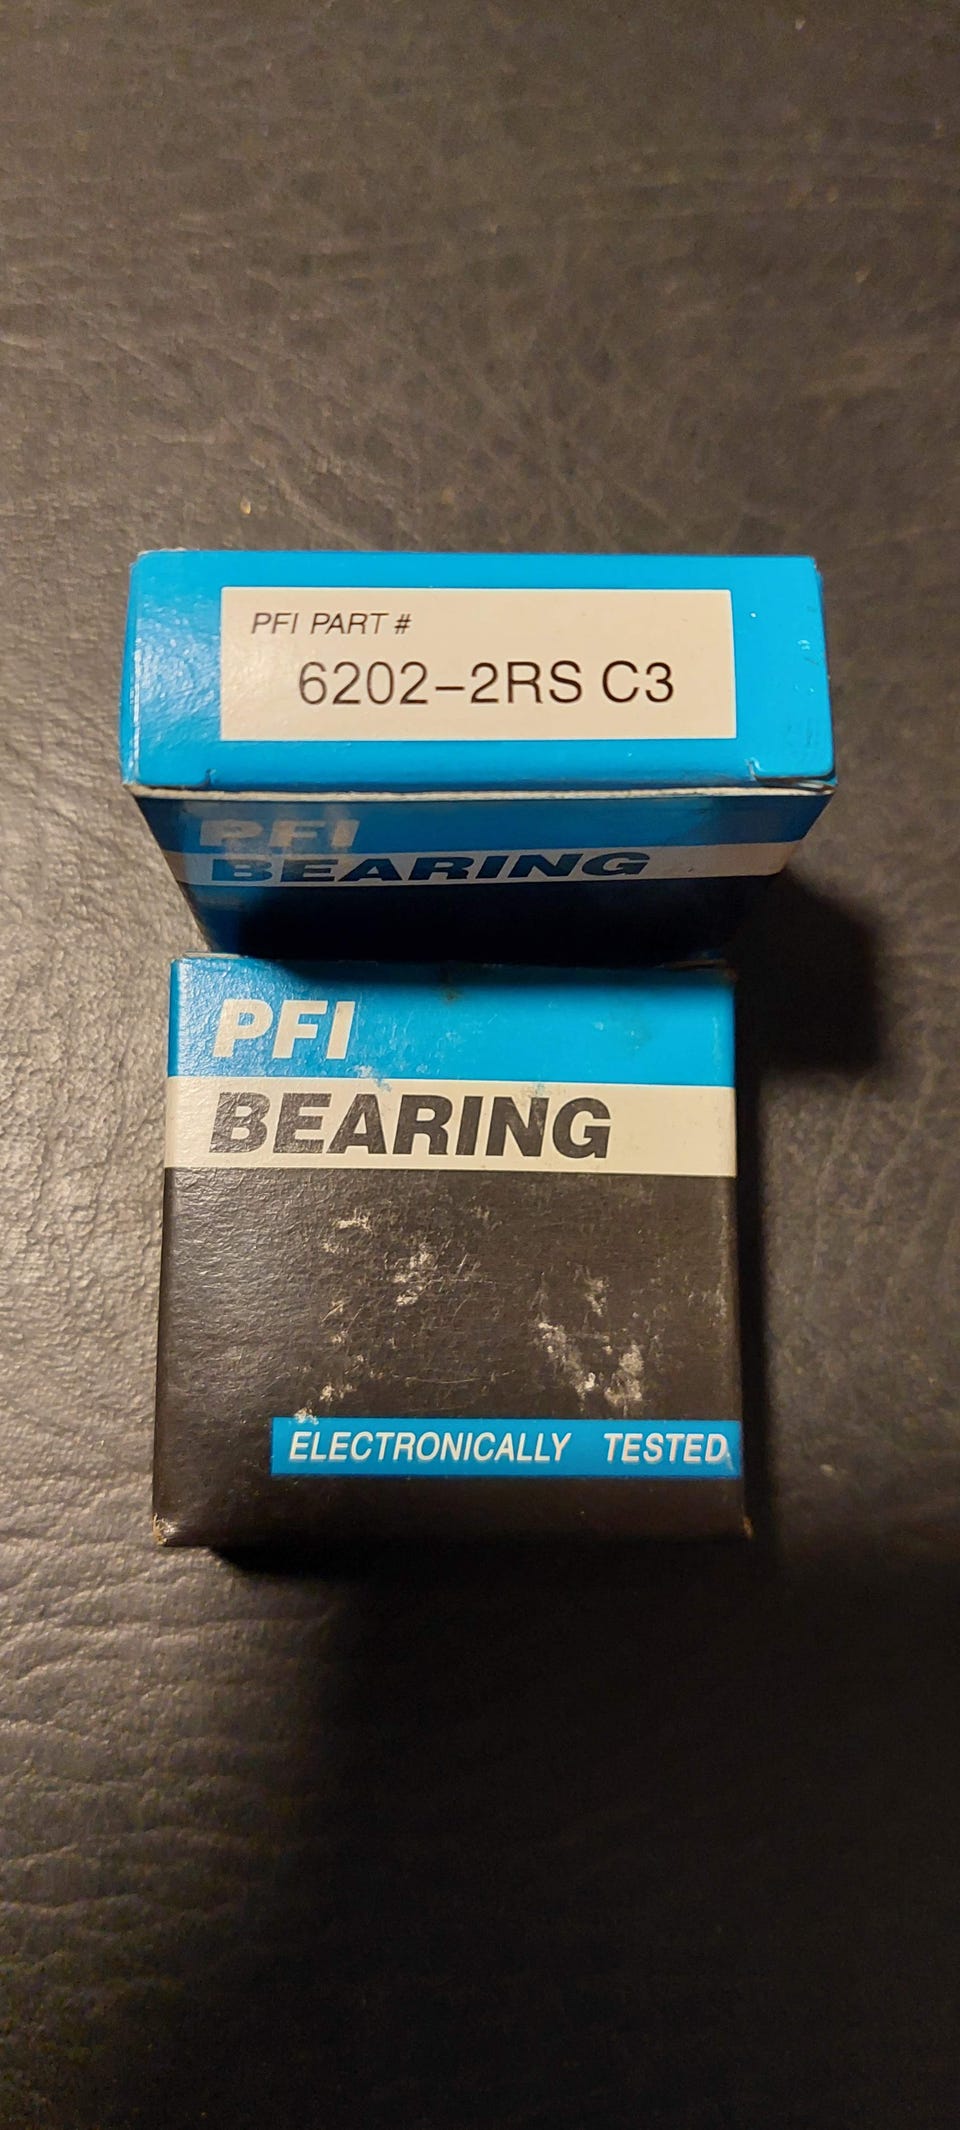 PFI PART #
6202-2RS C3
PFI
BEARING
PFI
BEARING
ELECTRONICALLY TESTED